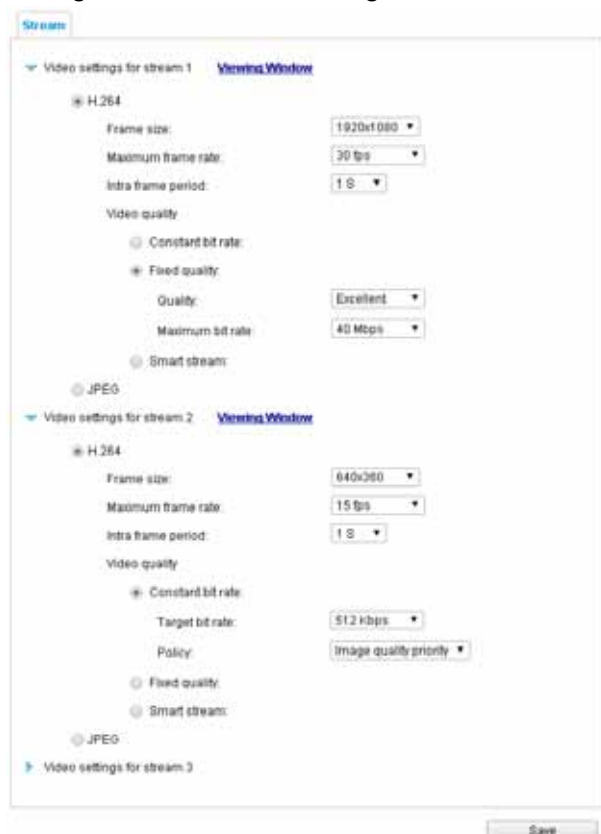 Stream
Video settings for stream 1 Viewing Window
H.264
Frame size: 1920x1080
Maximum frame rate: 30 fps
Intra frame period: 1 S
Video quality
Constant bit rate:
Fixed quality:
Quality: Excellent
Maximum bit rate: 40 Mbps
Smart stream:
JPEG
Video settings for stream 2 Viewing Window
H.264
Frame size: 640x360
Maximum frame rate: 15 fps
Intra frame period: 1 S
Video quality
Constant bit rate:
Target bit rate: 512 Kbps
Policy: Image quality priority
Fixed quality:
Smart stream:
JPEG
Video settings for stream 3
Save